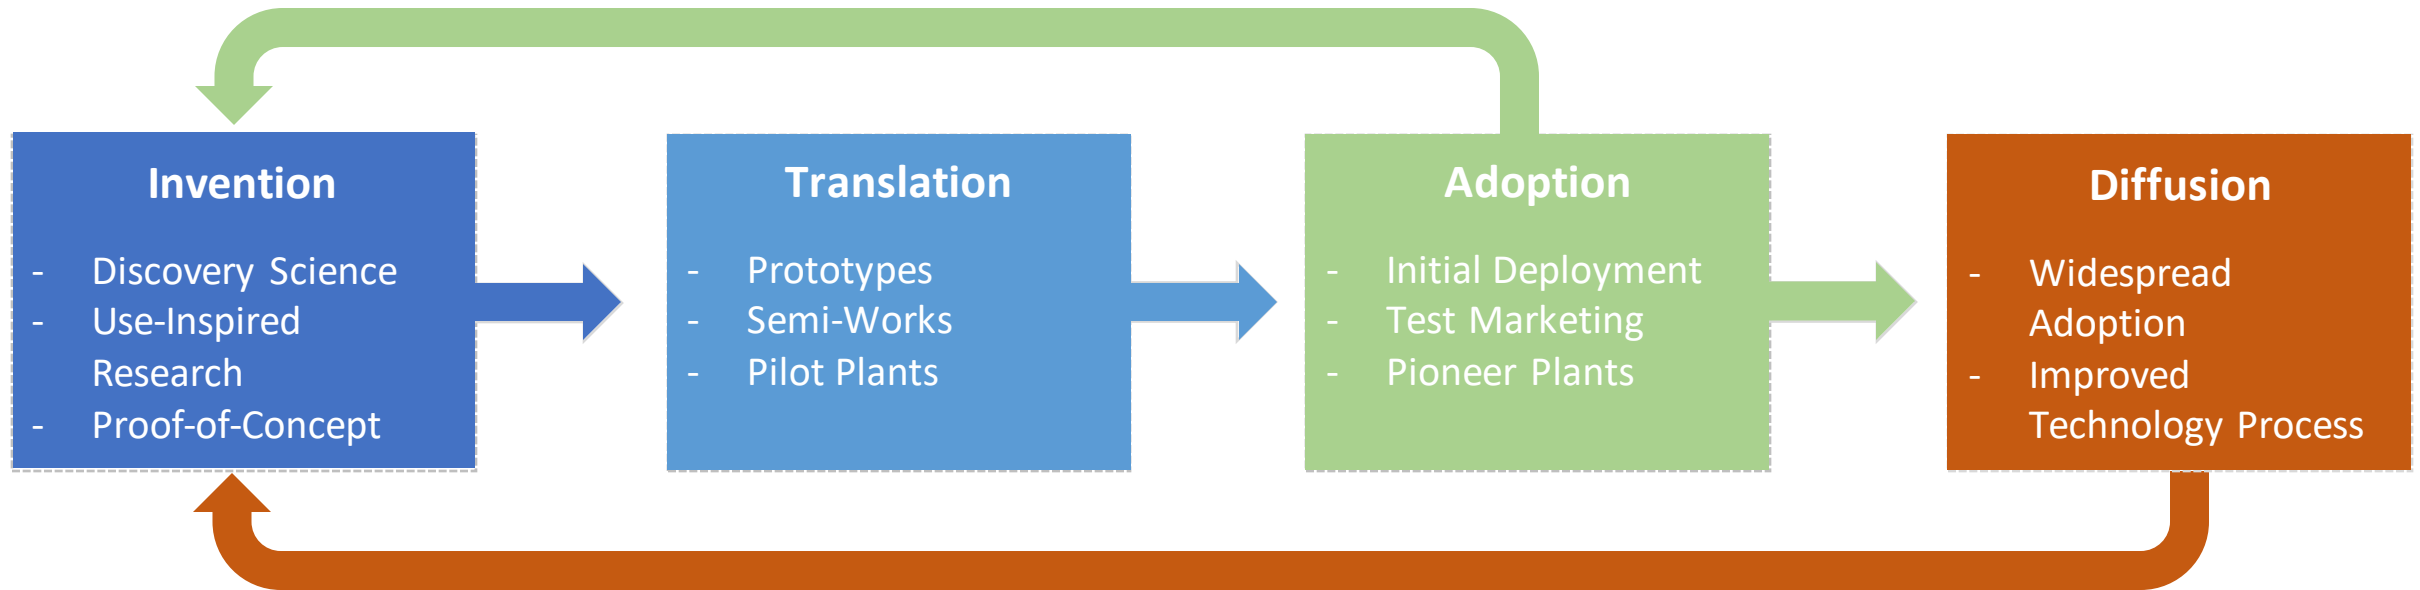 Invention
- Discovery Science
- Use-Inspired
Research
- Proof-of-Concept
Translation
- Prototypes
- Semi-Works
- Pilot Plants
Adoption
- Initial Deployment
- Test Marketing
- Pioneer Plants
Diffusion
- Widespread
Adoption
- Improved
Technology Process